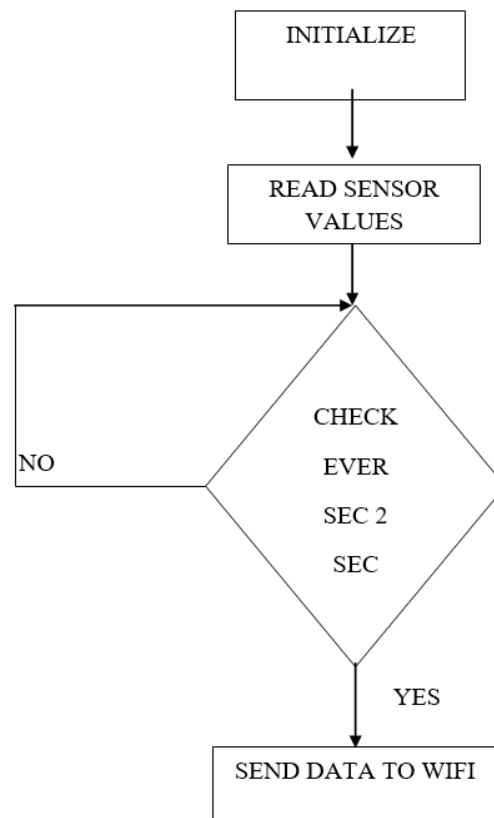 INITIALIZE
READ SENSOR
VALUES
CHECK
EVER
SEC 2
SEC
NO
YES
SEND DATA TO WIFI